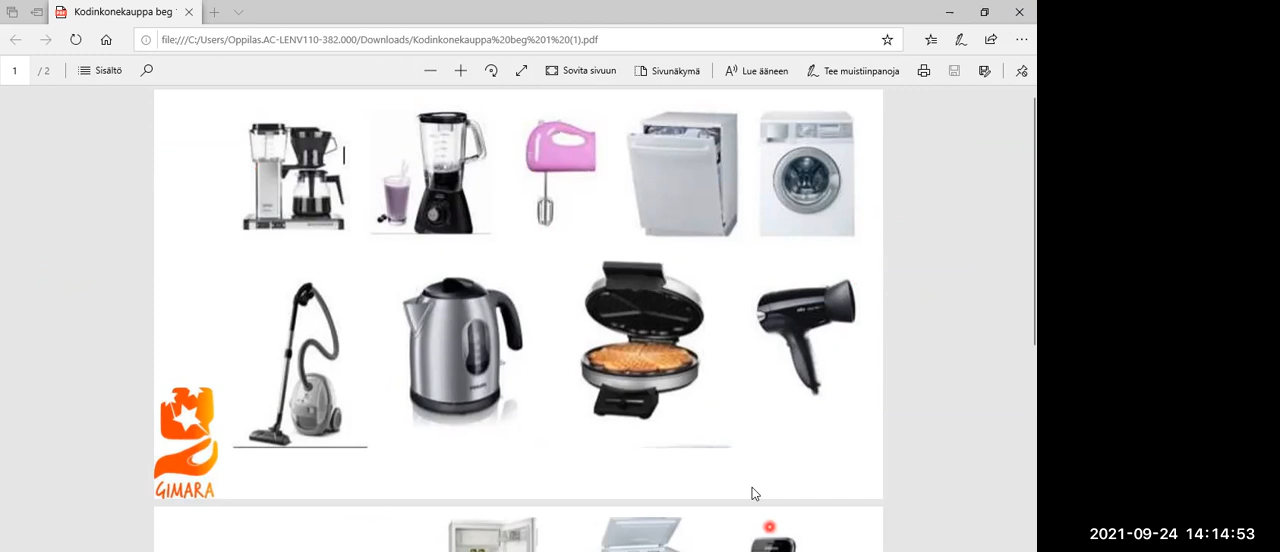 Kodinkonekauppa beg
file:///C:/Users/Oppilas.AC-LENV110-382.000/Downloads/Kodinkonekauppa%20beg%201%20(1).pdf
1 / 2 Sisältö Sovita sivuun Sivunäkymä Lue ääneen Tee muistiinpanoja
GIMARA
2021-09-24 14:14:53